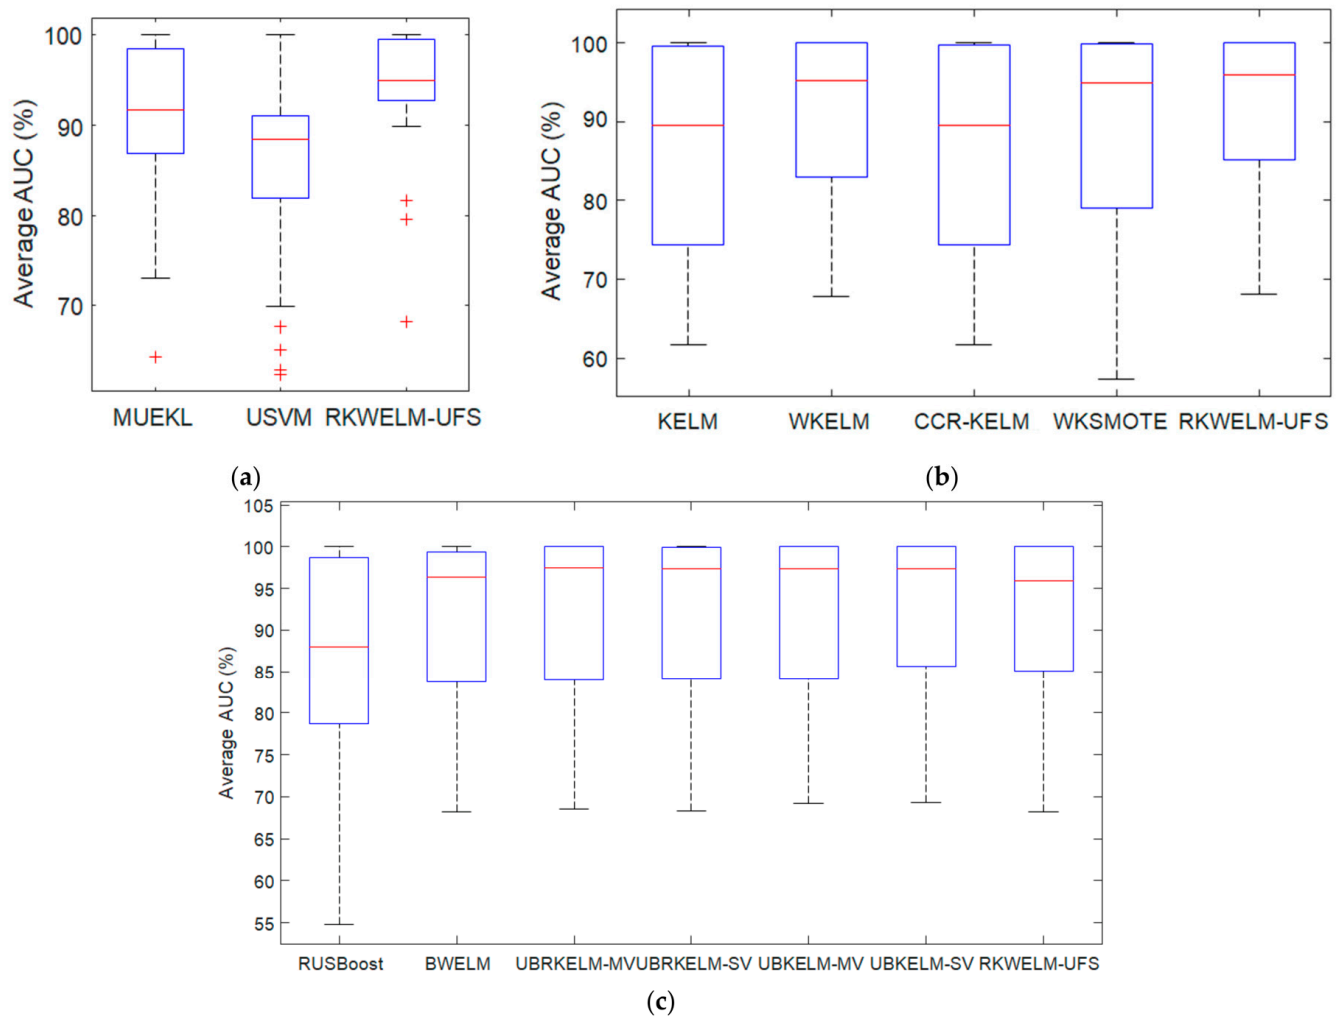 100
90
80
70
Average AUC (%)
MUEKL USVM RKWELM-UFS
(a)
100
90
80
70
60
Average AUC (%)
KELM WKELM CCR-KELM WKSMOTE RKWELM-UFS
(b)
105
100
95
90
85
80
75
70
65
60
55
Average AUC (%)
RUSBoost BWELM UBRKELM-MV UBRKELM-SV UBKELM-MV UBKELM-SV RKWELM-UFS
(c)